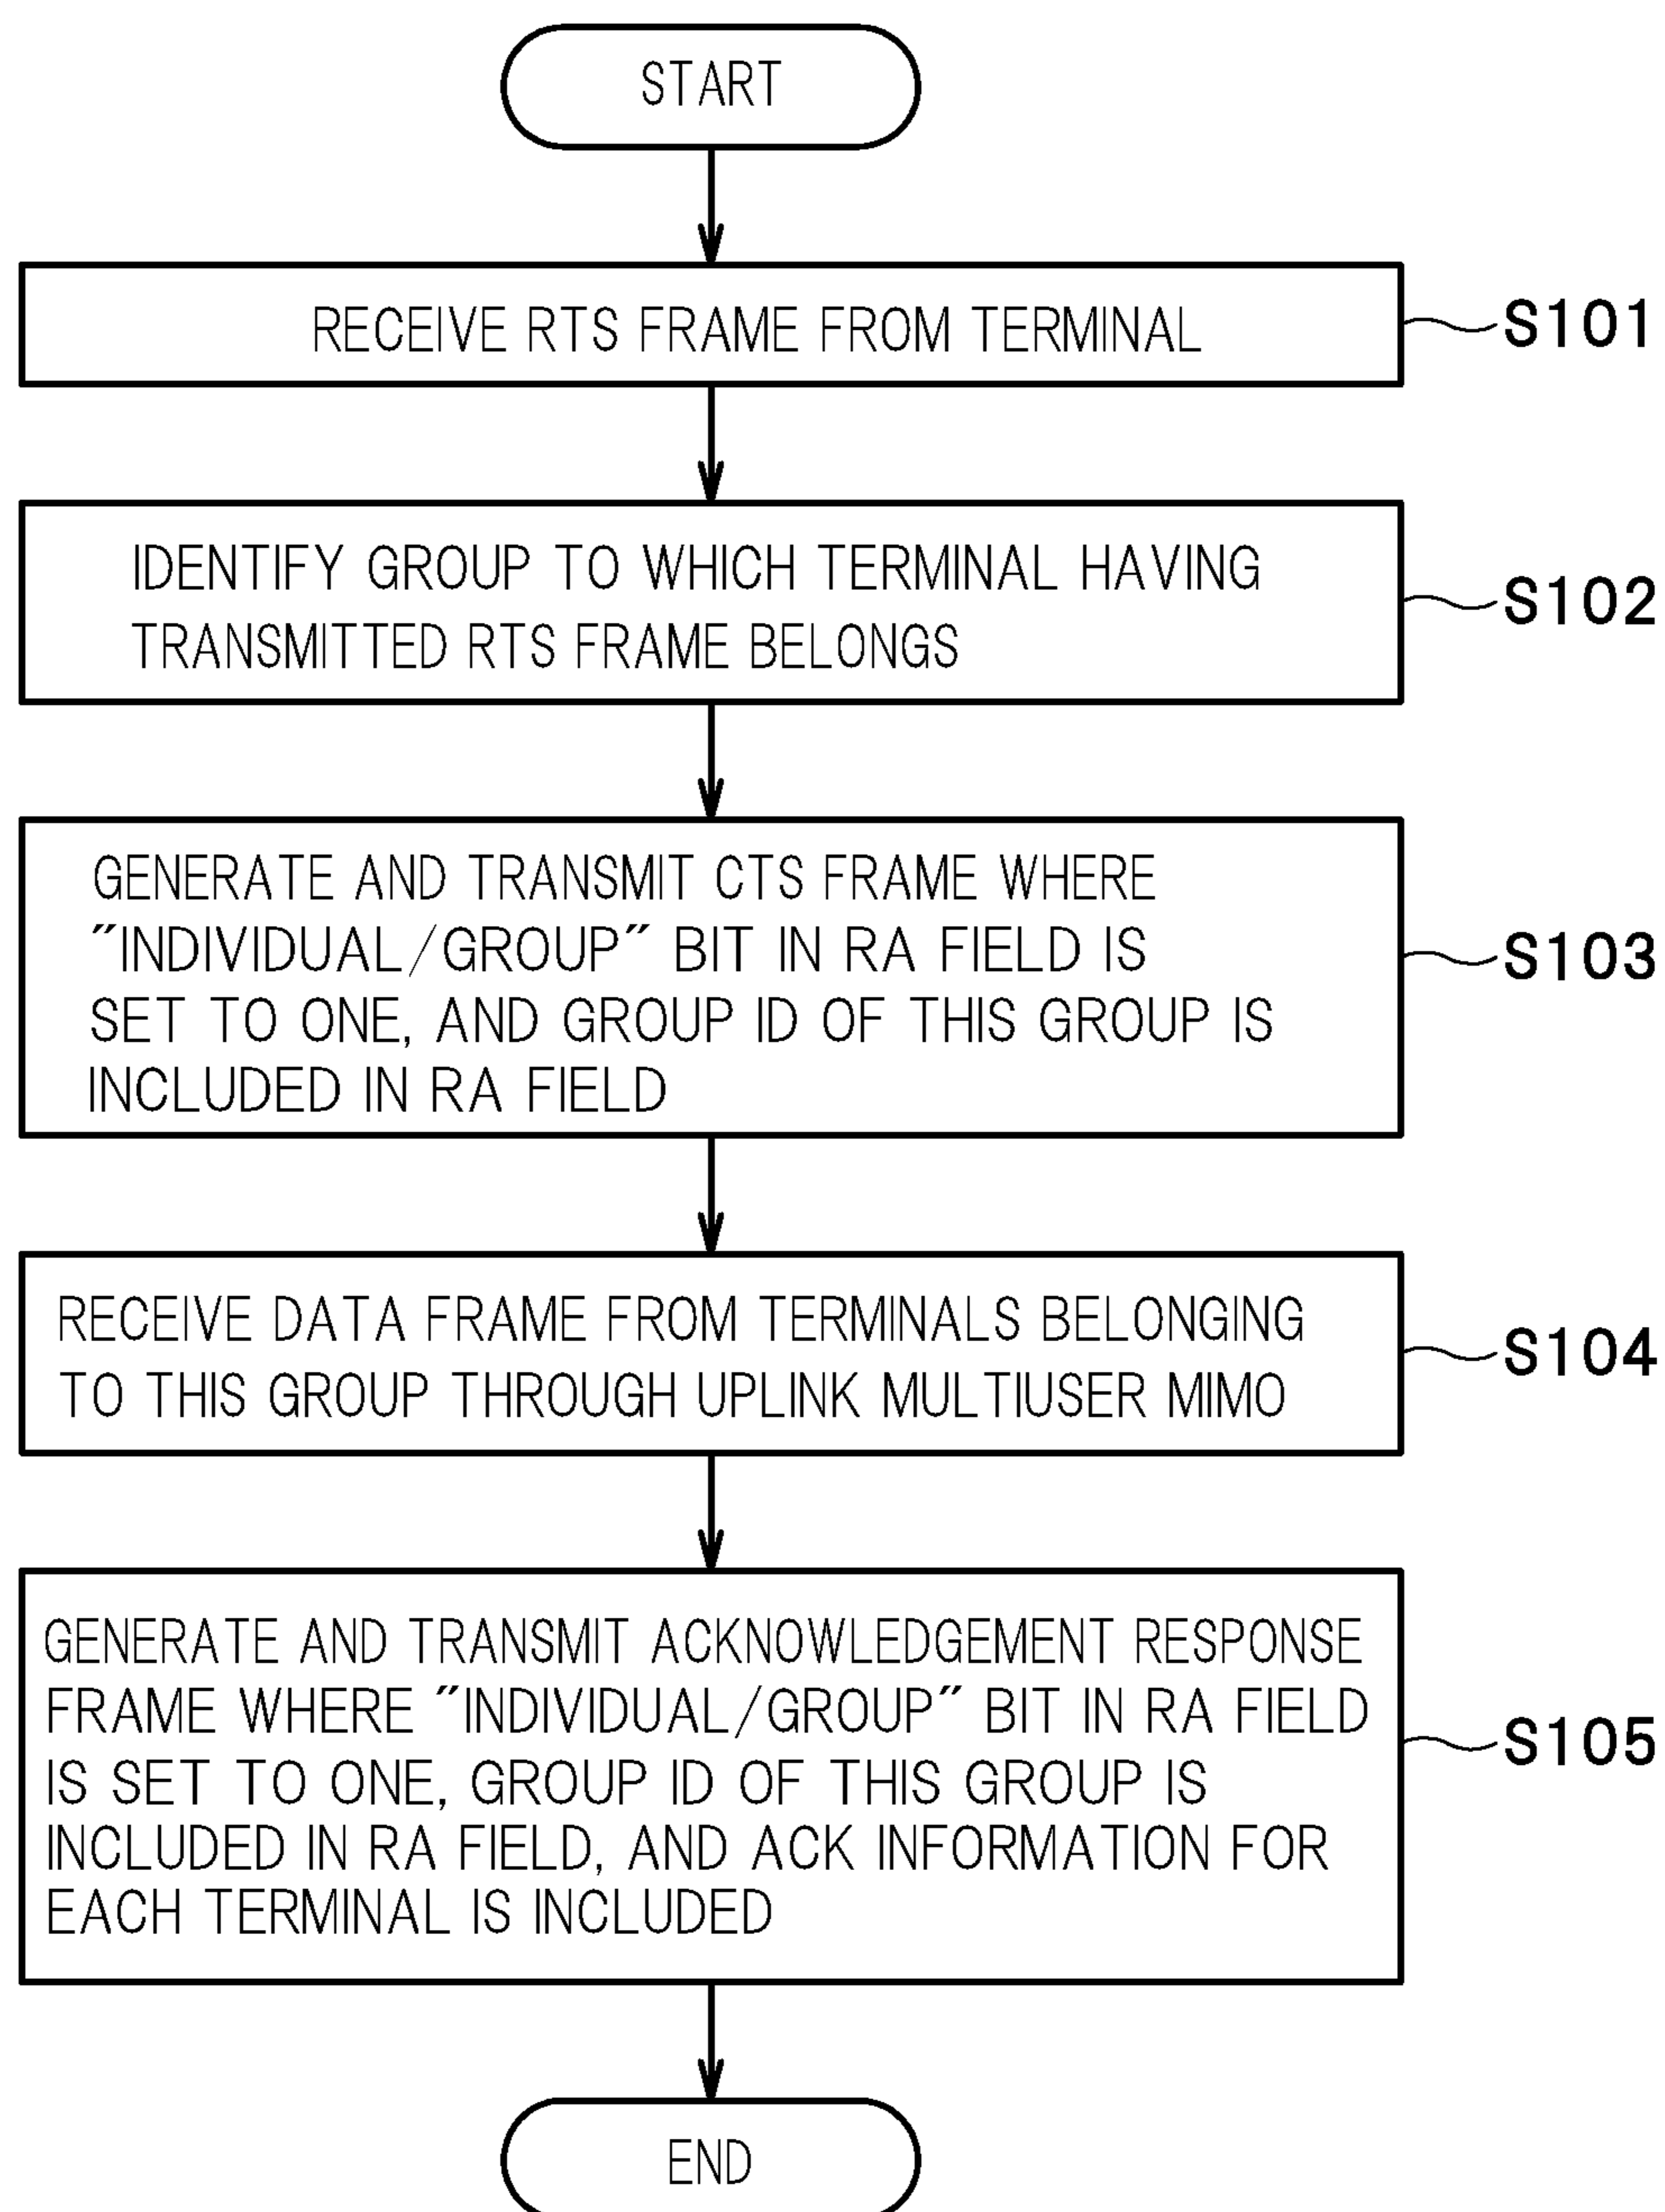 START
RECEIVE RTS FRAME FROM TERMINAL
S101
IDENTIFY GROUP TO WHICH TERMINAL HAVING
TRANSMITTED RTS FRAME BELONGS
S102
GENERATE AND TRANSMIT CTS FRAME WHERE
"INDIVIDUAL/GROUP" BIT IN RA FIELD IS
SET TO ONE, AND GROUP ID OF THIS GROUP IS
INCLUDED IN RA FIELD
S103
RECEIVE DATA FRAME FROM TERMINALS BELONGING
TO THIS GROUP THROUGH UPLINK MULTIUSER MIMO
S104
GENERATE AND TRANSMIT ACKNOWLEDGEMENT RESPONSE
FRAME WHERE "INDIVIDUAL/GROUP" BIT IN RA FIELD
IS SET TO ONE, GROUP ID OF THIS GROUP IS
INCLUDED IN RA FIELD, AND ACK INFORMATION FOR
EACH TERMINAL IS INCLUDED
S105
END